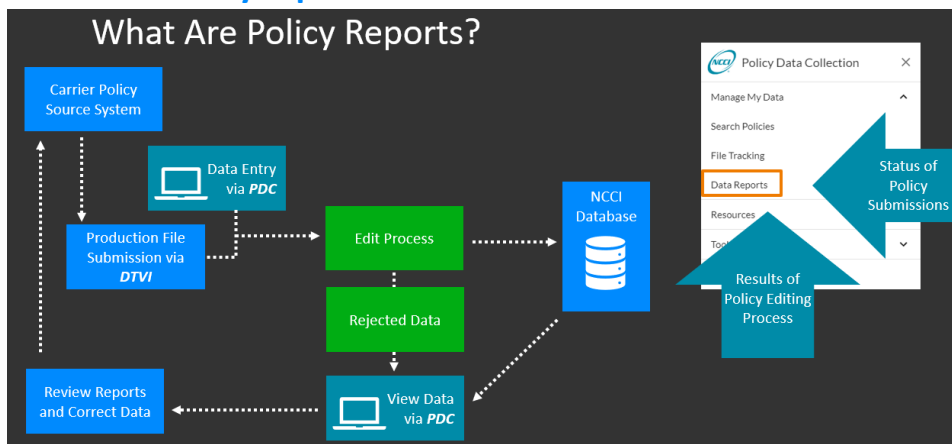 What Are Policy Reports?
Carrier Policy
Source System
Data Entry
via PDC
Production File
Submission via
DTVI
Edit Process
Rejected Data
NCCI
Database
View Data
via PDC
Review Reports
and Correct Data
NCCI
Policy Data Collection
Manage My Data
Search Policies
File Tracking
Data Reports
Resources
Status of
Policy
Submissions
Results of
Policy Editing
Process